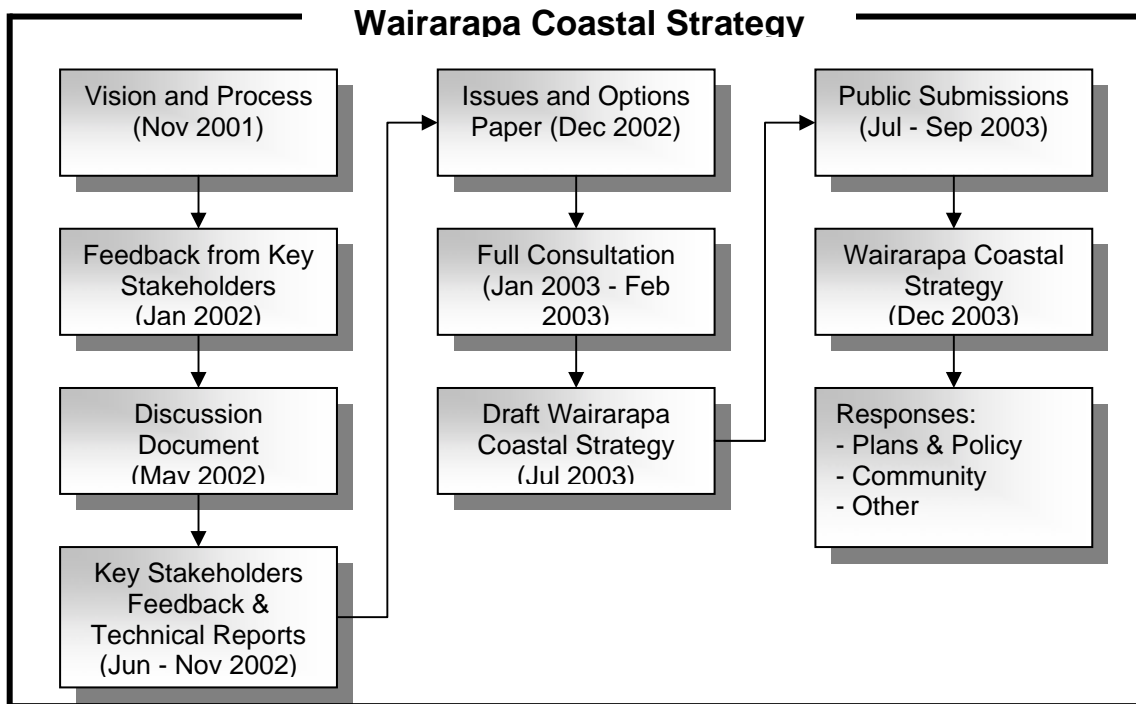 Wairarapa Coastal Strategy
Vision and Process
(Nov 2001)
Feedback from Key
Stakeholders
(Jan 2002)
Discussion
Document
(May 2002)
Key Stakeholders
Feedback &
Technical Reports
(Jun - Nov 2002)
Issues and Options
Paper (Dec 2002)
Full Consultation
(Jan 2003 - Feb
2003)
Draft Wairarapa
Coastal Strategy
(Jul 2003)
Public Submissions
(Jul - Sep 2003)
Wairarapa Coastal
Strategy
(Dec 2003)
Responses:
- Plans & Policy
- Community
- Other